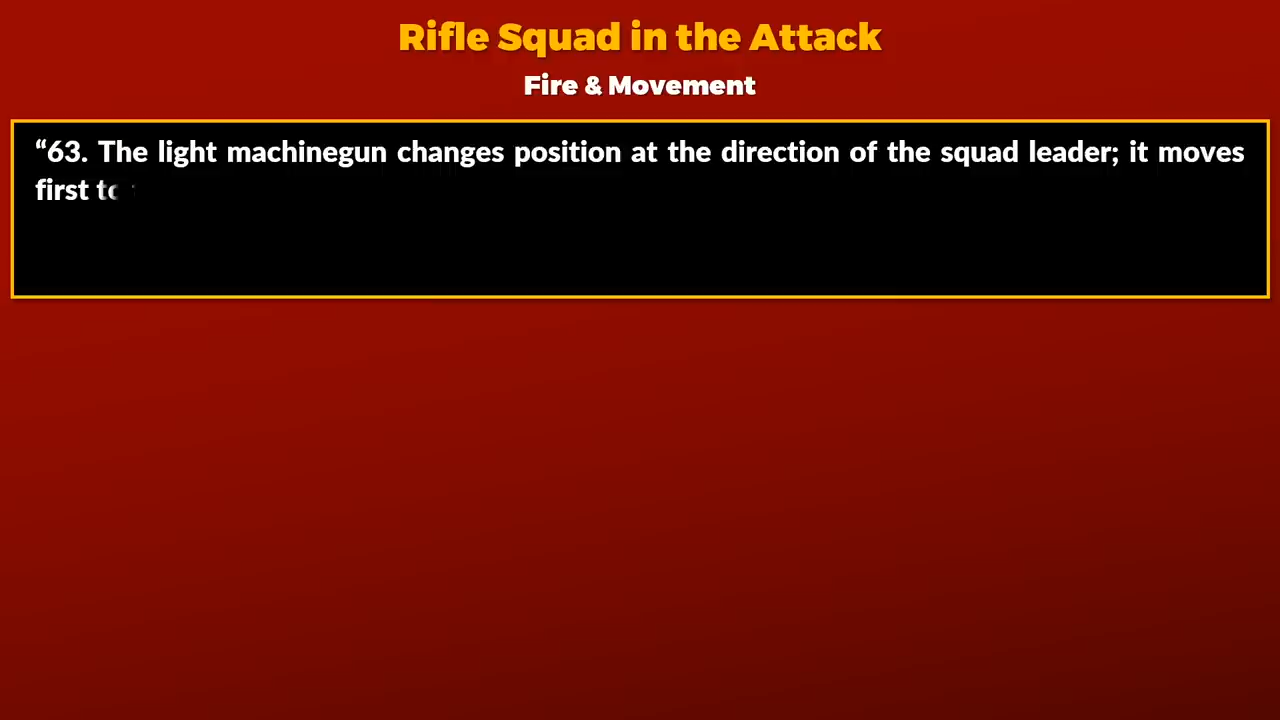 Rifle Squad in the Attack
Fire & Movement
“63. The light machinegun changes position at the direction of the squad leader; it moves
first to